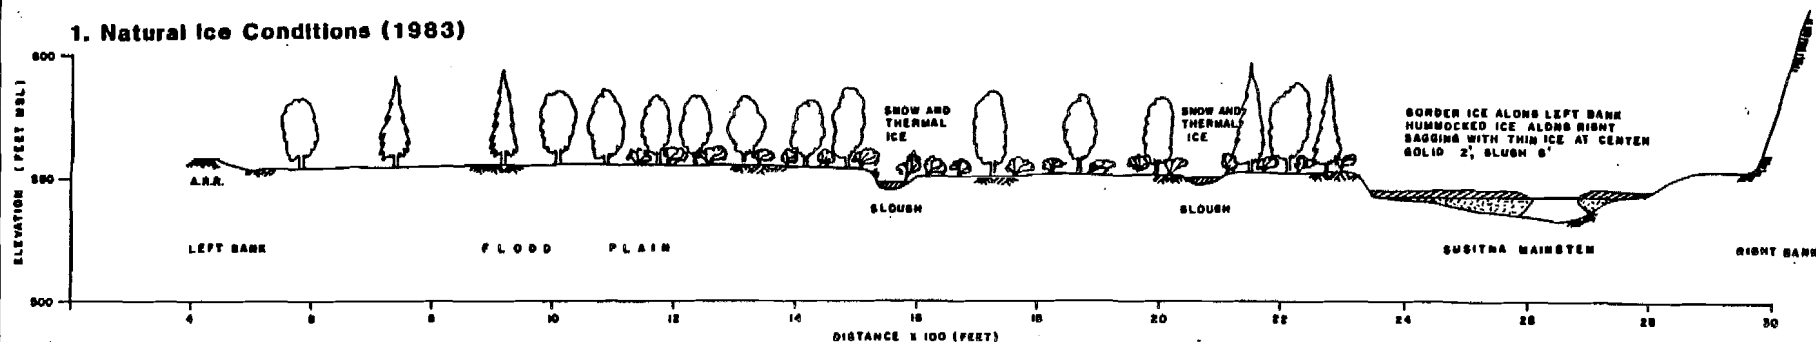 1. Natural Ice Conditions (1983)
600
ELEVATION (FEET MSL)
SNOW AND
THERMAL
ICE
SNOW AND
THERMAL
ICE
BORDER ICE ALONG LEFT BANK
HUMMOCKED ICE ALONG RIGHT
SAGGING WITH THIN ICE AT CENTER
SOLID 2', SLUSH 6'
550
A.R.R.
SLOUGH
SLOUGH
LEFT BANK
FLOOD PLAIN
SUSITNA MAINSTEM
RIGHT BANK
500
4 6 8 10 12 14 16 18 20 22 24 26 28 30
DISTANCE X 100 (FEET)